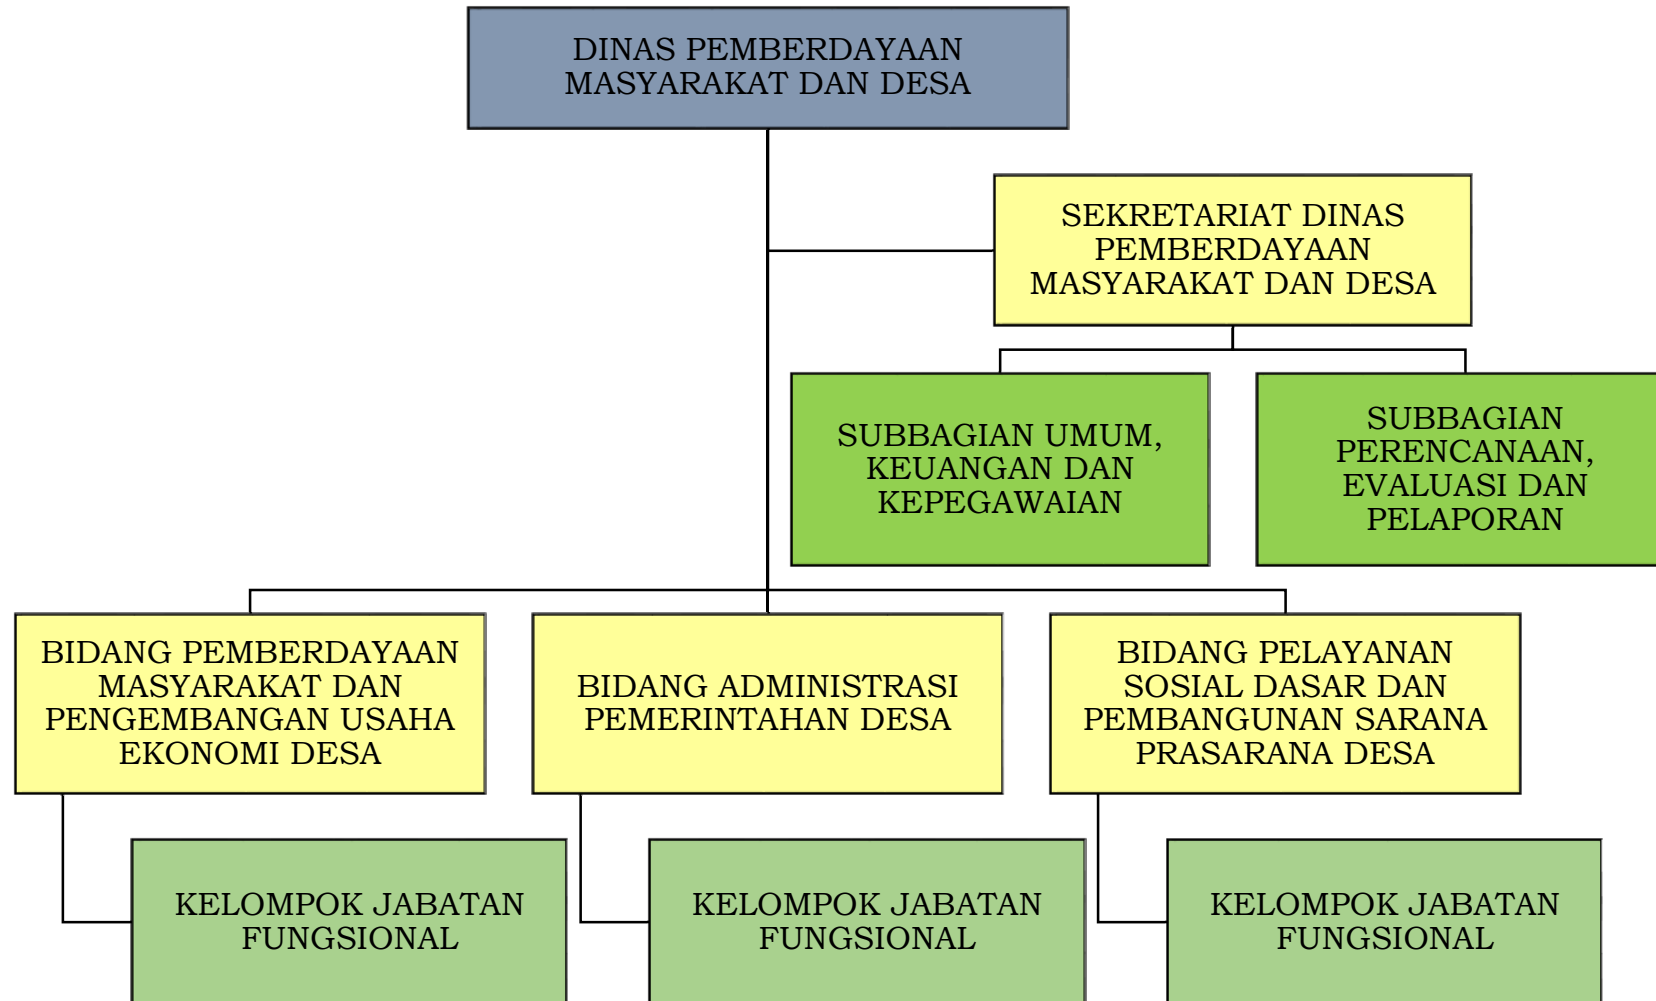 DINAS PEMBERDAYAAN
MASYARAKAT DAN DESA
SEKRETARIAT DINAS
PEMBERDAYAAN
MASYARAKAT DAN DESA
SUBBAGIAN UMUM,
KEUANGAN DAN
KEPEGAWAIAN
SUBBAGIAN
PERENCANAAN,
EVALUASI DAN
PELAPORAN
BIDANG PEMBERDAYAAN
MASYARAKAT DAN
PENGEMBANGAN USAHA
EKONOMI DESA
BIDANG ADMINISTRASI
PEMERINTAHAN DESA
BIDANG PELAYANAN
SOSIAL DASAR DAN
PEMBANGUNAN SARANA
PRASARANA DESA
KELOMPOK JABATAN
FUNGSIONAL
KELOMPOK JABATAN
FUNGSIONAL
KELOMPOK JABATAN
FUNGSIONAL